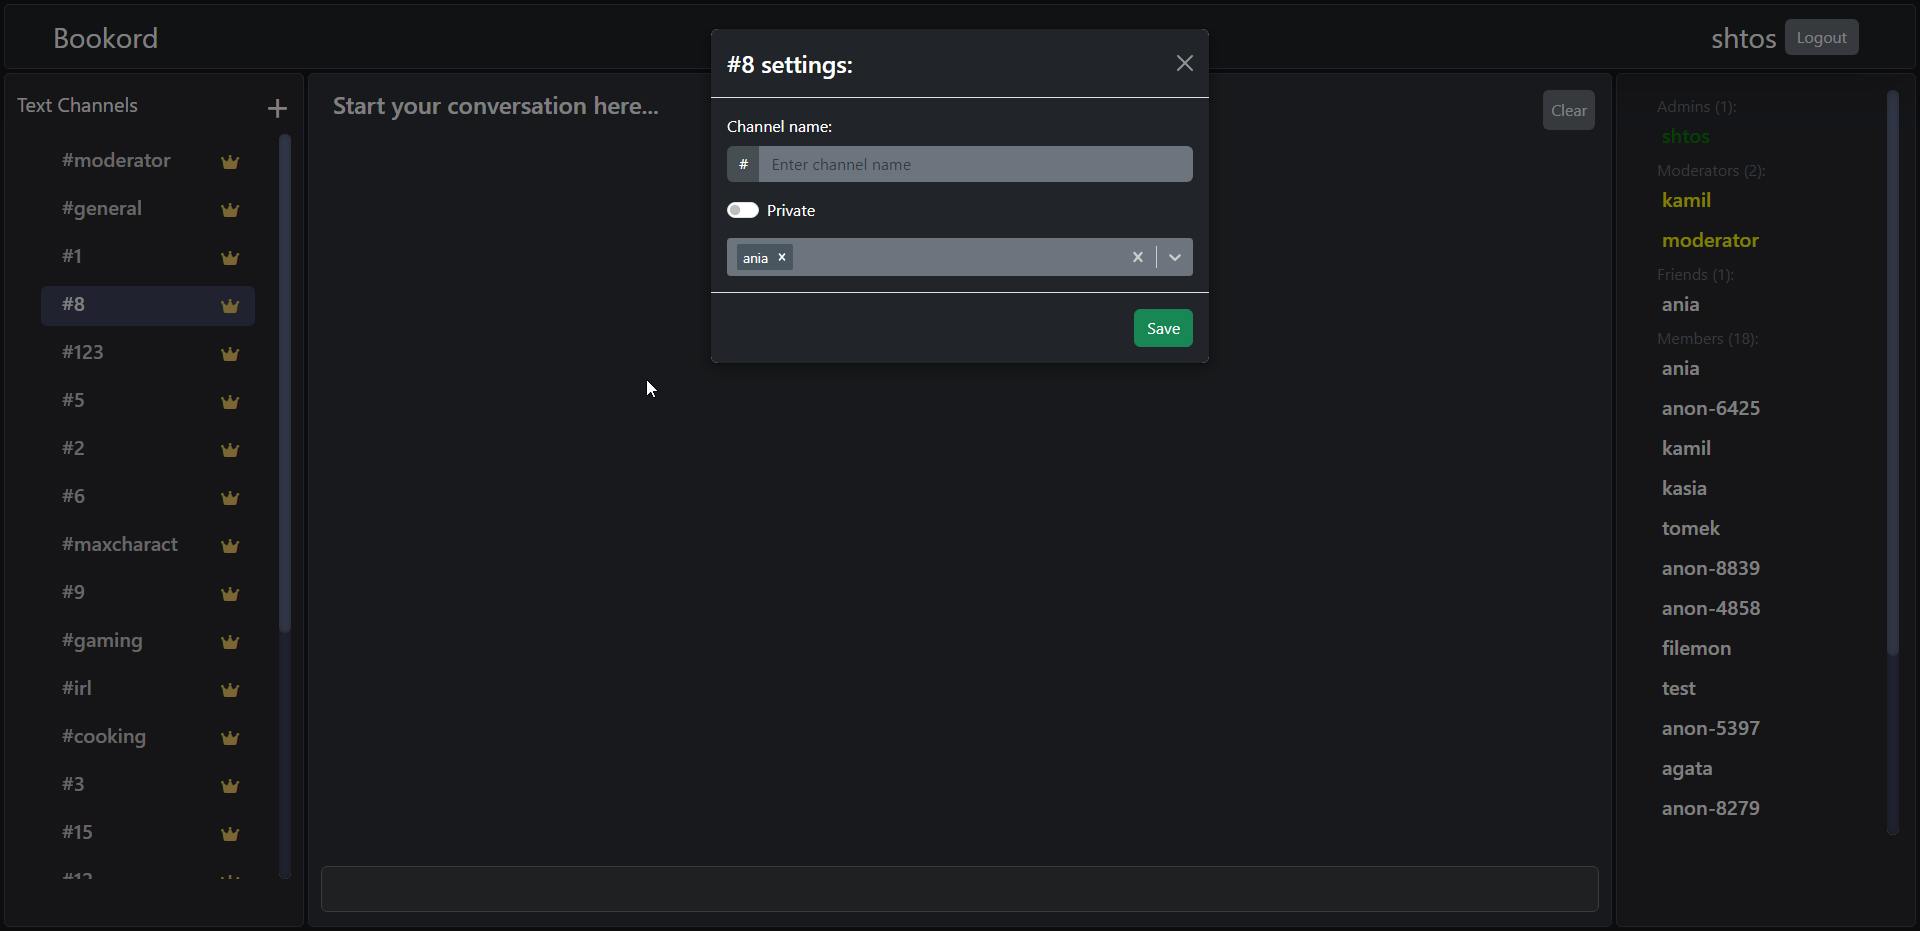 Bookord
shtos
Logout
Text Channels
#moderator
#general
#1
#8
#123
#5
#2
#6
#maxcharact
#9
#gaming
#irl
#cooking
#3
#15
Start your conversation here...
Clear
#8 settings:
Channel name:
#
Enter channel name
Private
ania
Save
Admins (1):
shtos
Moderators (2):
kamil
moderator
Friends (1):
ania
Members (18):
ania
anon-6425
kamil
kasia
tomek
anon-8839
anon-4858
filemon
test
anon-5397
agata
anon-8279